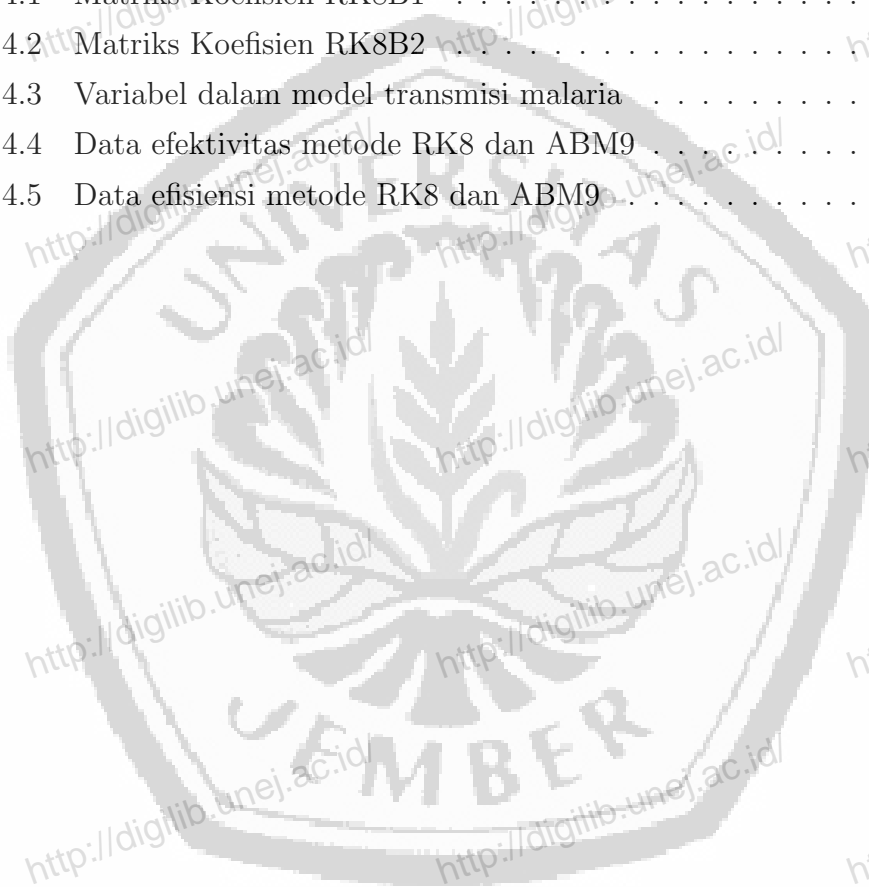 4.1 Matriks Koefisien RK8B1 . . . . . . . . . . . . . . . . .
4.2 Matriks Koefisien RK8B2 . . . . . . . . . . . . . . . . .
4.3 Variabel dalam model transmisi malaria . . . . . . . . .
4.4 Data efektivitas metode RK8 dan ABM9 . . . . . . . . .
4.5 Data efisiensi metode RK8 dan ABM9 . . . . . . . . . .
UNIVERSITAS
JEMBER
http://digilib.unej.ac.id/
http://digilib.unej.ac.id/
http://digilib.unej.ac.id/
http://digilib.unej.ac.id/
http://digilib.unej.ac.id/
http://digilib.unej.ac.id/
http://digilib.unej.ac.id/
http://digilib.unej.ac.id/